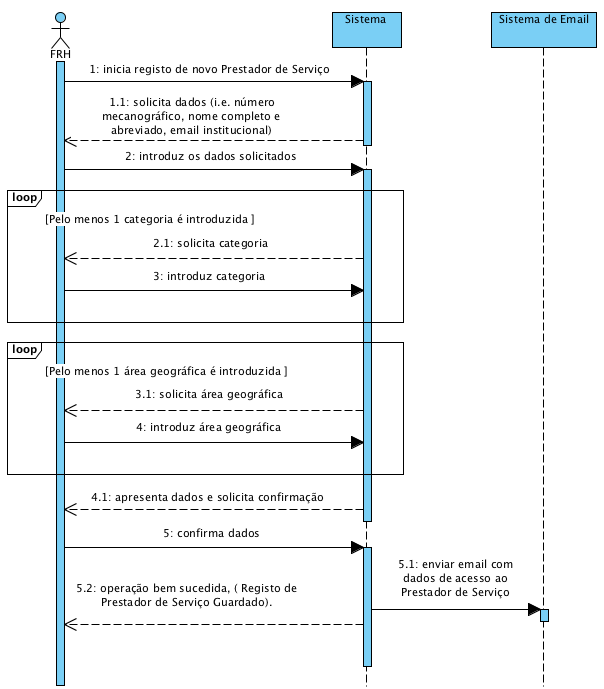 Sistema
Sistema de Email
FRH
1: inicia registo de novo Prestador de Serviço
1.1: solicita dados (i.e. número
mecanográfico, nome completo e
abreviado, email institucional)
2: introduz os dados solicitados
loop
[Pelo menos 1 categoria é introduzida ]
2.1: solicita categoria
3: introduz categoria
loop
[Pelo menos 1 área geográfica é introduzida ]
3.1: solicita área geográfica
4: introduz área geográfica
4.1: apresenta dados e solicita confirmação
5: confirma dados
5.1: enviar email com
dados de acesso ao
Prestador de Serviço
5.2: operação bem sucedida, ( Registo de
Prestador de Serviço Guardado).